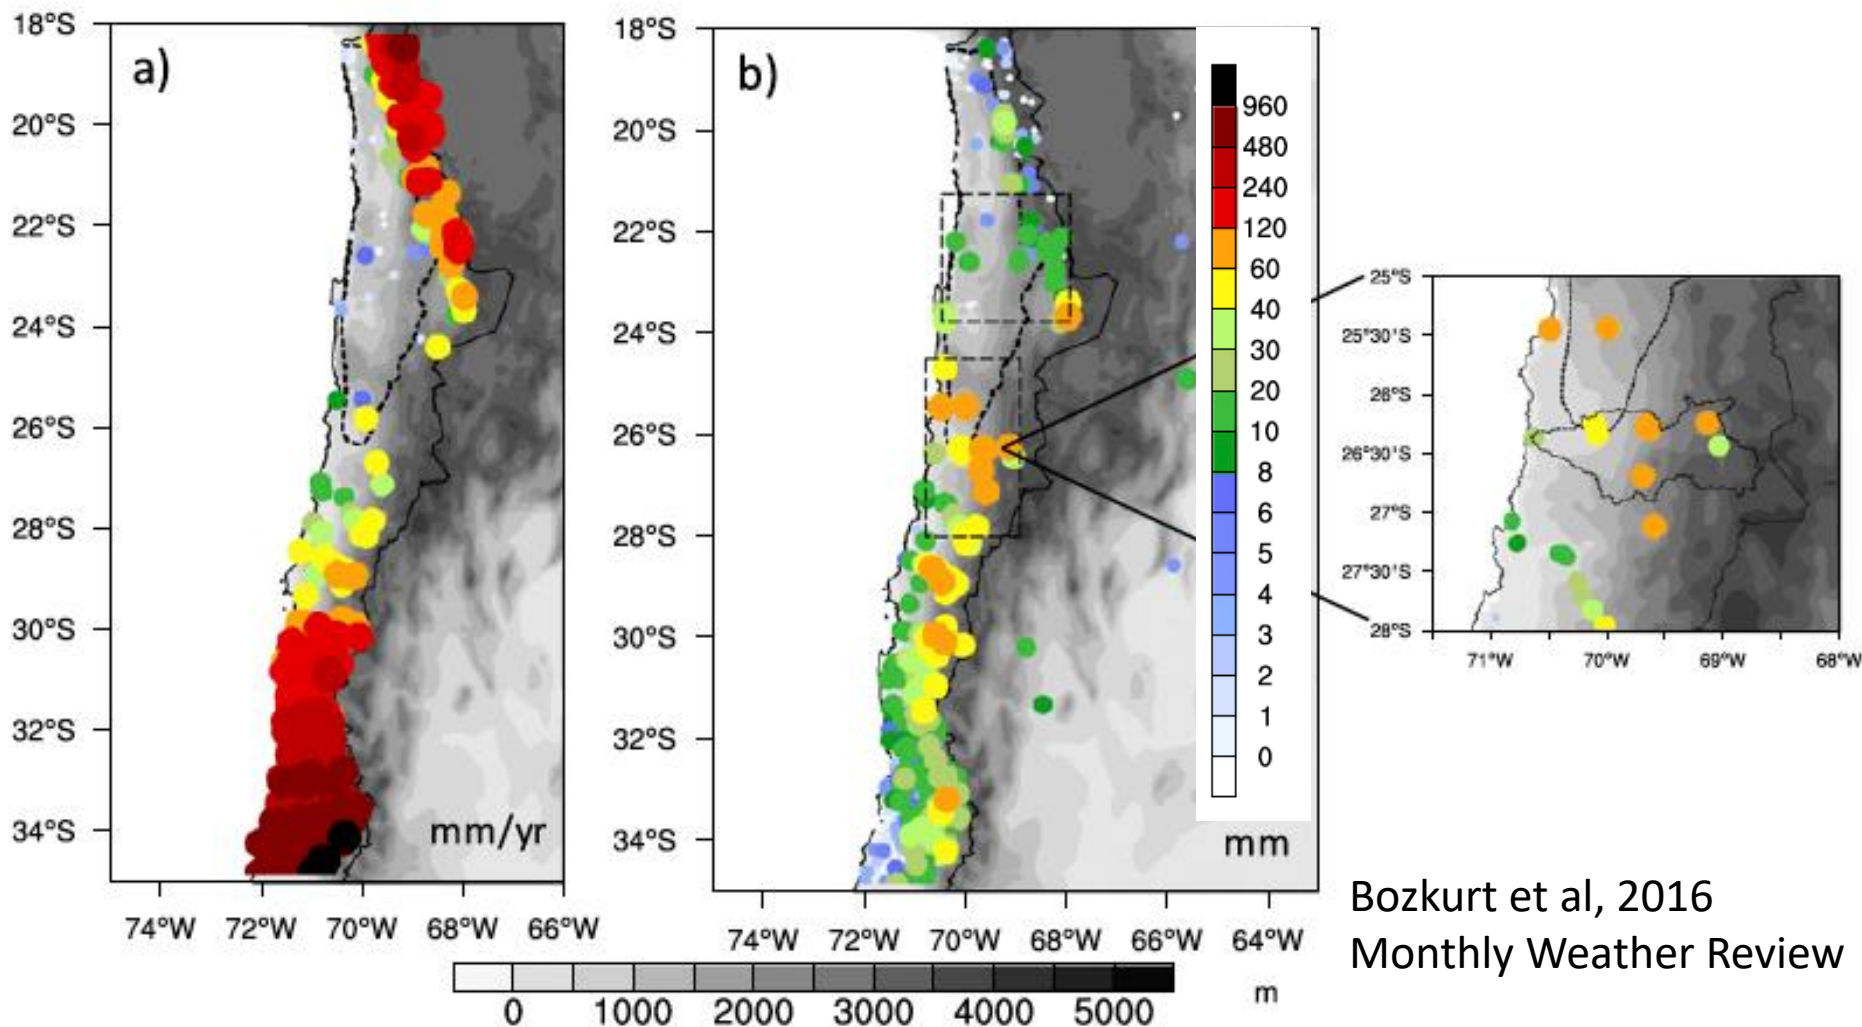 a)
18°S
20°S
22°S
24°S
26°S
28°S
30°S
32°S
34°S
mm/yr
74°W 72°W 70°W 68°W 66°W
b)
18°S
20°S
22°S
24°S
26°S
28°S
30°S
32°S
34°S
mm
74°W 72°W 70°W 68°W 66°W 64°W
960
480
240
120
60
40
30
20
10
8
6
5
4
3
2
1
0
25°S
25°30'S
26°S
26°30'S
27°S
27°30'S
28°S
71°W 70°W 69°W 68°W
0 1000 2000 3000 4000 5000 m
Bozkurt et al, 2016
Monthly Weather Review